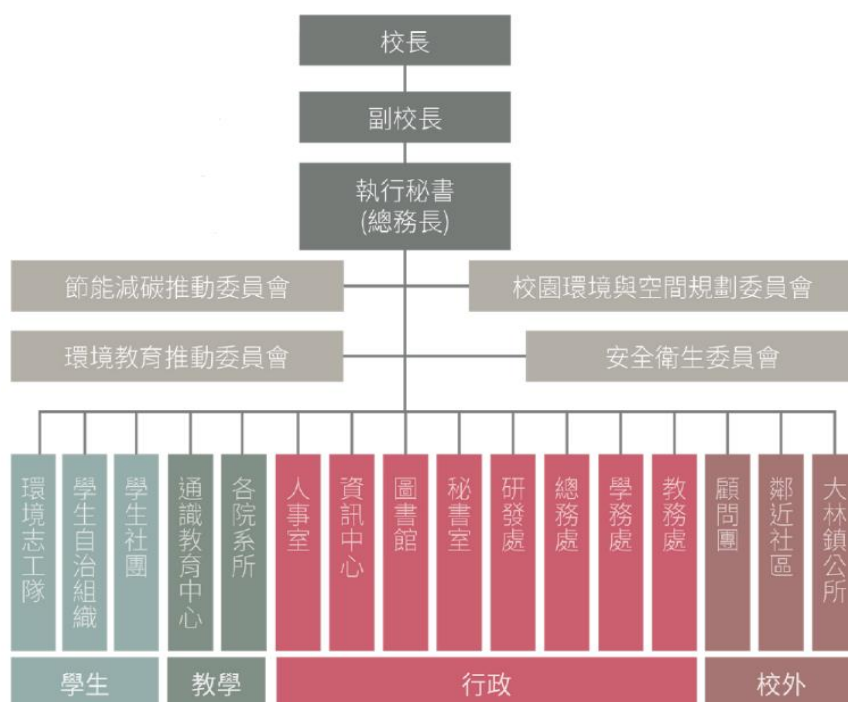 校長
副校長
執行秘書
(總務長)
節能減碳推動委員會
校園環境與空間規劃委員會
環境教育推動委員會
安全衛生委員會
環境志工隊
學生自治組織
學生社團
通識教育中心
各院系所
人事室
資訊中心
圖書館
秘書室
研發處
總務處
學務處
教務處
顧問團
鄰近社區
大林鎮公所
學生
教學
行政
校外